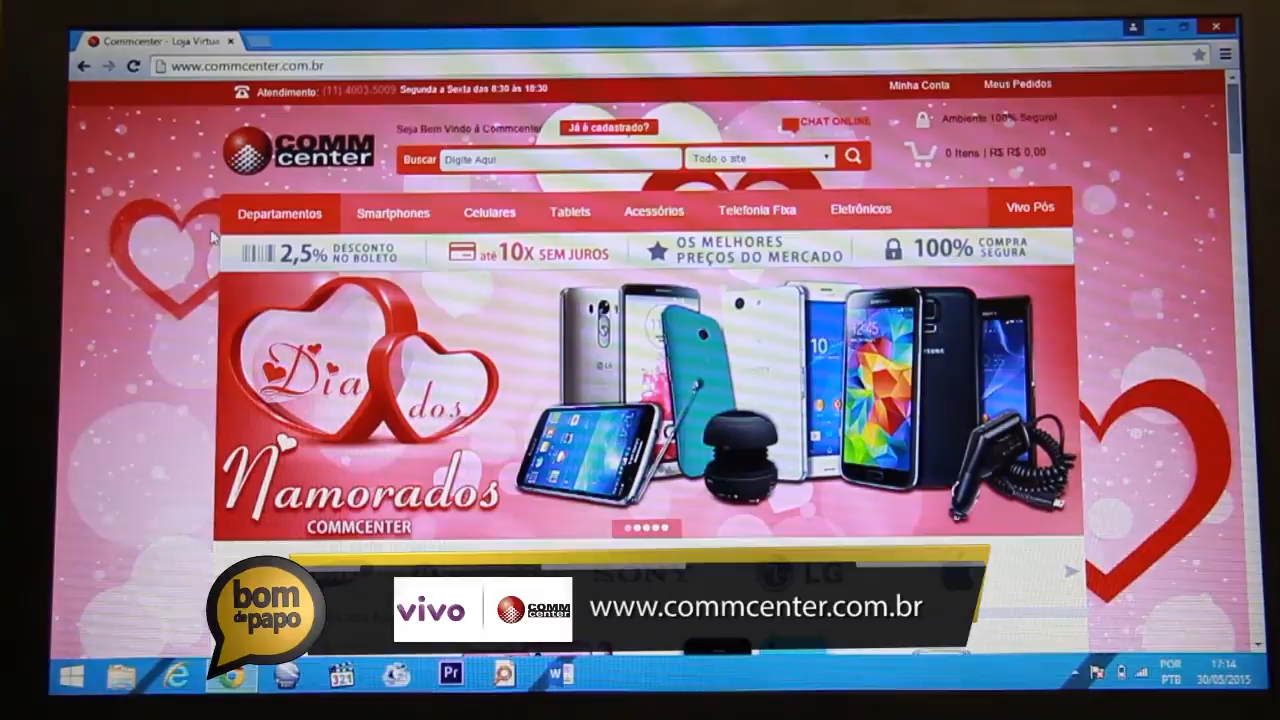 Commcenter - Loja Virtua
www.commcenter.com.br
Atendimento: (11) 4003-5009 Segunda a Sexta das 8:30 às 18:30
Minha Conta
Meus Pedidos
COMM center
Seja Bem Vindo á Commcenter
Já é cadastrado?
CHAT ONLINE
Ambiente 100% Seguro!
Buscar
Digite Aqui
Todo o site
0 Itens | R$ R$ 0,00
Departamentos
Smartphones
Celulares
Tablets
Acessórios
Telefonia Fixa
Eletrônicos
Vivo Pós
2,5% DESCONTO NO BOLETO
até 10X SEM JUROS
OS MELHORES PREÇOS DO MERCADO
100% COMPRA SEGURA
Dia dos
Namorados
COMMCENTER
LG
SAMSUNG
12:45
10
SONY
LG
bom
de papo
vivo
COMM center
www.commcenter.com.br
Pr
W
POR
PTB
17:14
30/05/2015